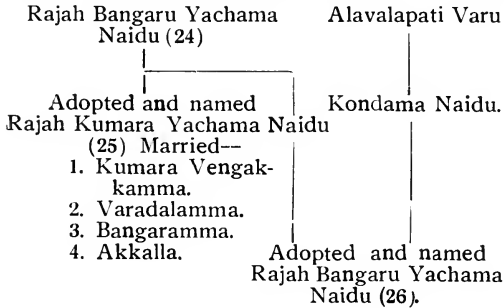 Rajah Bangaru Yachama
Naidu (24)
Alavalapati Varu
Adopted and named
Rajah Kumara Yachama Naidu
(25) Married—
1. Kumara Vengak-
kamma.
2. Varadalamma.
3. Bangaramma.
4. Akkalla.
Kondama Naidu.
Adopted and named
Rajah Bangaru Yachama
Naidu (26).